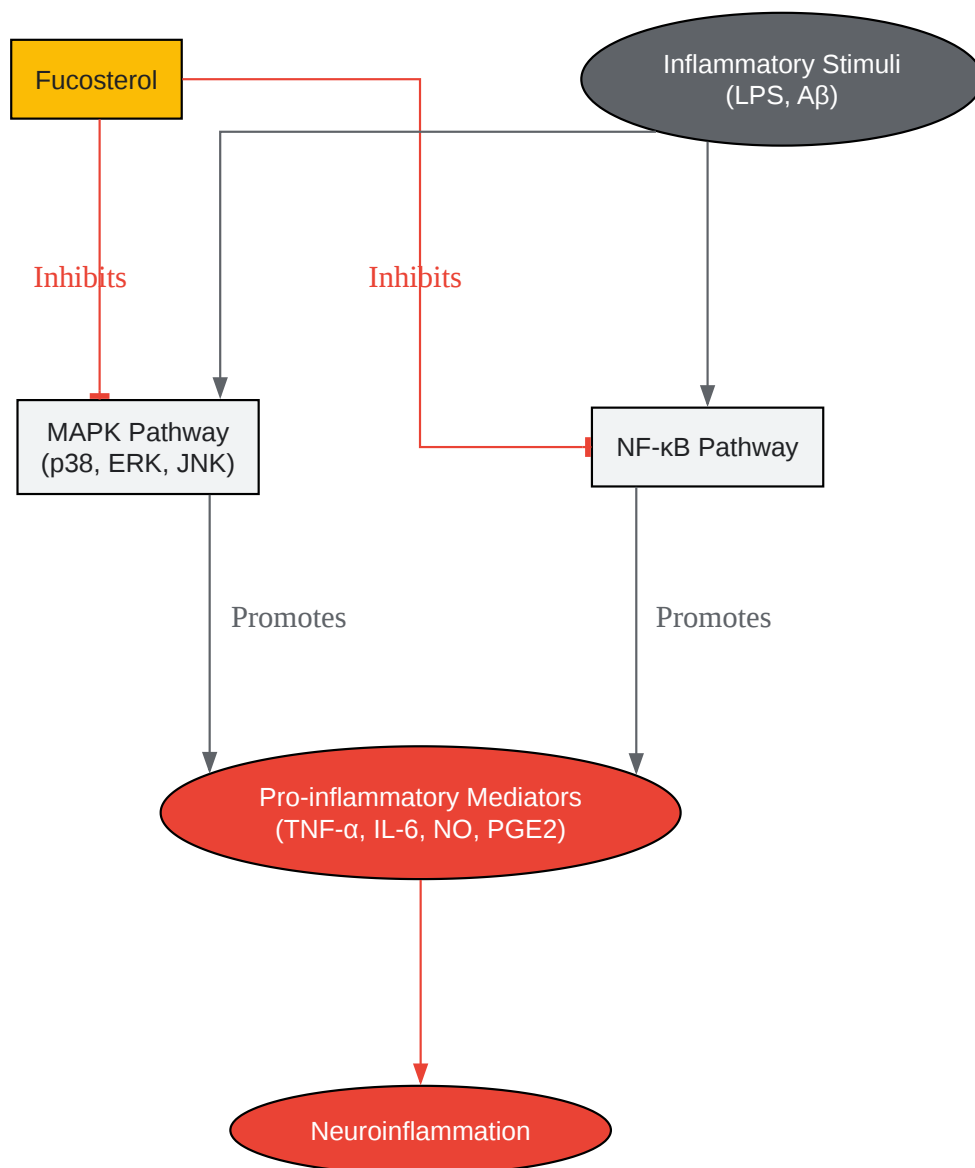 Fucosterol
Inflammatory Stimuli
(LPS, Aβ)
Inhibits
Inhibits
MAPK Pathway
(p38, ERK, JNK)
NF-κB Pathway
Promotes
Promotes
Pro-inflammatory Mediators
(TNF-α, IL-6, NO, PGE2)
Neuroinflammation